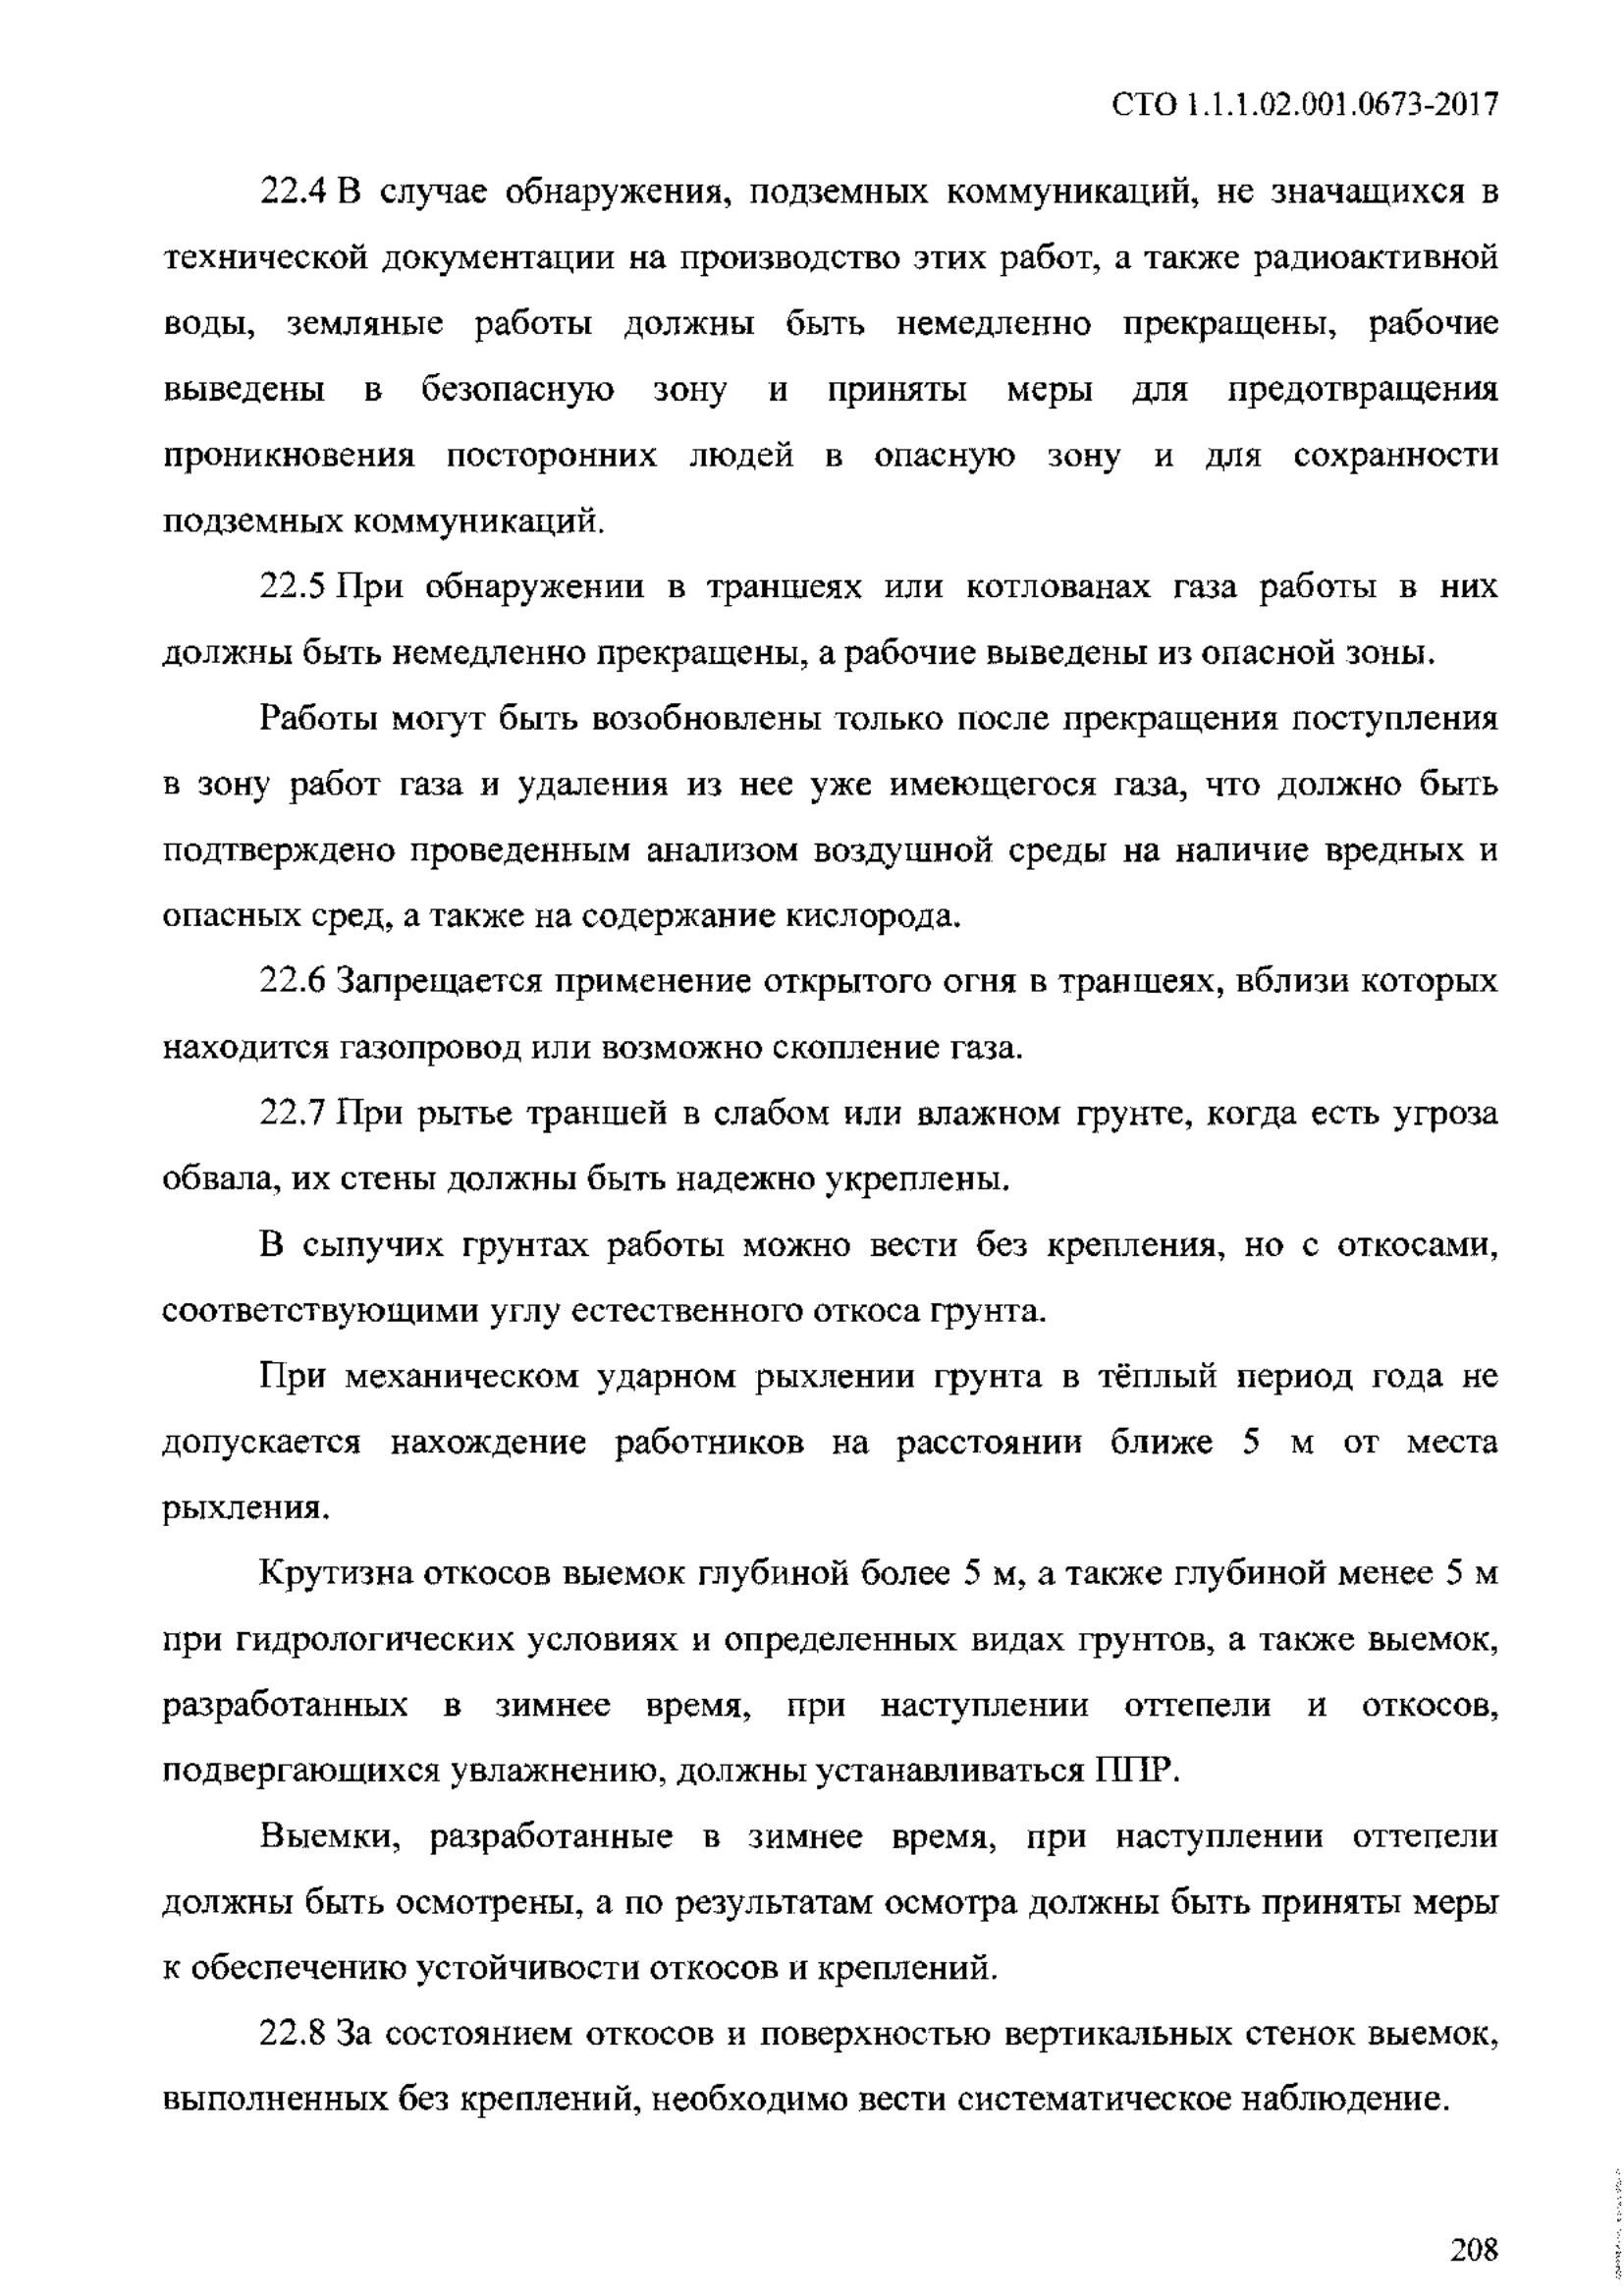 СТО 1.1.1.02.001.0673-2017
22.4 В случае обнаружения, подземных коммуникаций, не значащихся в
технической документации на производство этих работ, а также радиоактивной
воды, земляные работы должны быть немедленно прекращены, рабочие
выведены в безопасную зону и приняты меры для предотвращения
проникновения посторонних людей в опасную зону и для сохранности
подземных коммуникаций.
22.5 При обнаружении в траншеях или котлованах газа работы в них
должны быть немедленно прекращены, а рабочие выведены из опасной зоны.
Работы могут быть возобновлены только после прекращения поступления
в зону работ газа и удаления из нее уже имеющегося газа, что должно быть
подтверждено проведенным анализом воздушной среды на наличие вредных и
опасных сред, а также на содержание кислорода.
22.6 Запрещается применение открытого огня в траншеях, вблизи которых
находится газопровод или возможно скопление газа.
22.7 При рытье траншей в слабом или влажном грунте, когда есть угроза
обвала, их стены должны быть надежно укреплены.
В сыпучих грунтах работы можно вести без крепления, но с откосами,
соответствующими углу естественного откоса грунта.
При механическом ударном рыхлении грунта в тёплый период года не
допускается нахождение работников на расстоянии ближе 5 м от места
рыхления.
Крутизна откосов выемок глубиной более 5 м, а также глубиной менее 5 м
при гидрологических условиях и определенных видах грунтов, а также выемок,
разработанных в зимнее время, при наступлении оттепели и откосов,
подвергающихся увлажнению, должны устанавливаться ППР.
Выемки, разработанные в зимнее время, при наступлении оттепели
должны быть осмотрены, а по результатам осмотра должны быть приняты меры
к обеспечению устойчивости откосов и креплений.
22.8 За состоянием откосов и поверхностью вертикальных стенок выемок,
выполненных без креплений, необходимо вести систематическое наблюдение.
208